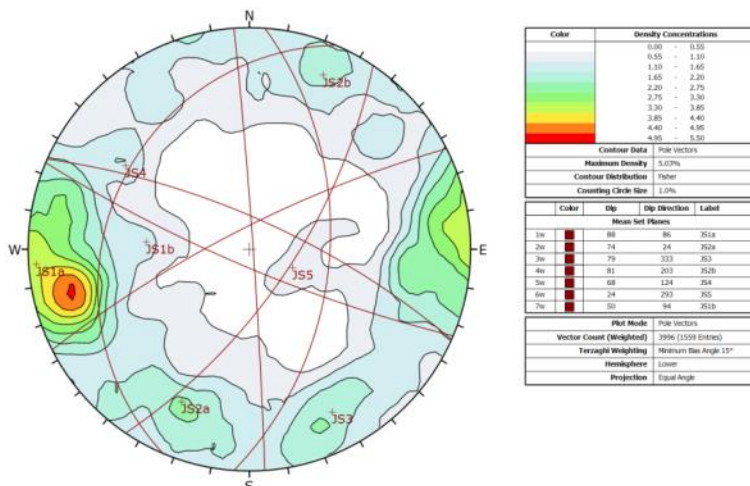 N
JS2b
JS4
W
JS1b
E
JS1a
JS5
JS2a
JS3
S
Color Density Concentrations
0.00 - 0.55
0.55 - 1.10
1.10 - 1.65
1.65 - 2.20
2.20 - 2.75
2.75 - 3.30
3.30 - 3.85
3.85 - 4.40
4.40 - 4.95
4.95 - 5.50
Contour Data Pole Vectors
Maximum Density 5.03%
Contour Distribution Fisher
Counting Circle Size 1.0%
Color Dip Dip Direction Label
Mean Set Planes
1w 88 86 JS1a
2w 74 24 JS2a
3w 79 333 JS3
4w 81 203 JS2b
5w 68 124 JS4
6w 24 293 JS5
7w 50 94 JS1b
Plot Mode Pole Vectors
Vector Count (Weighted) 3996 (1559 Entries)
Terzaghi Weighting Minimum Bias Angle 15°
Hemisphere Lower
Projection Equal Angle